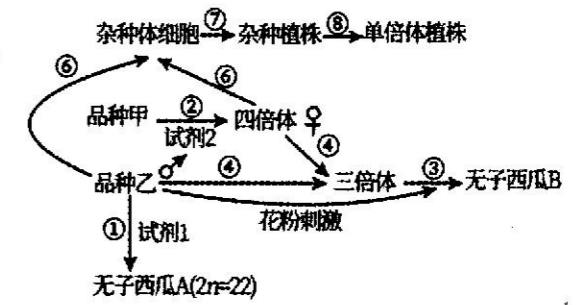 杂种体细胞 ⑦ 杂种植株 ⑧ 单倍体植株
⑥ ⑥
品种甲 ② 试剂2 四倍体 ♀
④
品种乙 ♂ ④ 三倍体 ③ 无子西瓜B
花粉刺激
① 试剂1
无子西瓜A(2n=22)